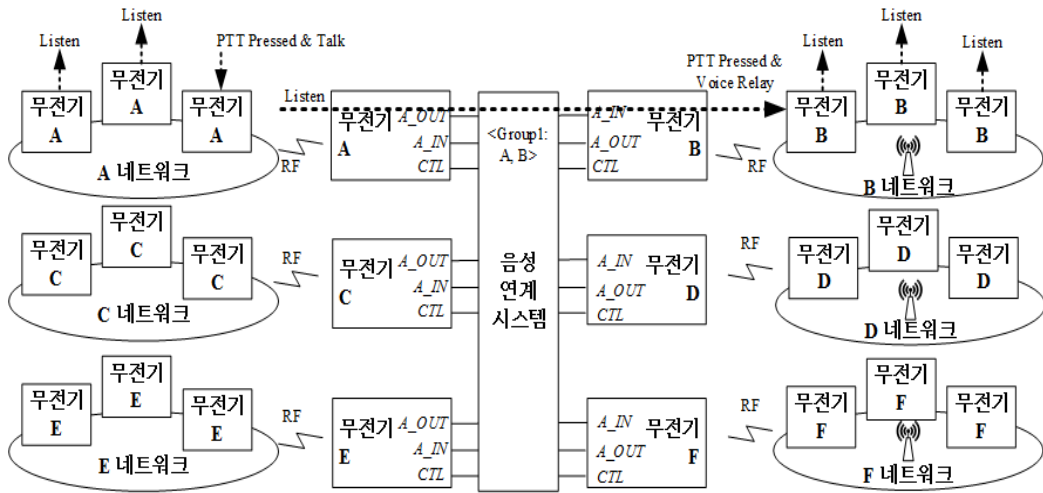 Listen
Listen
PTT Pressed & Talk
무전기
A
무전기
A
무전기
A
A 네트워크
RF
Listen
무전기
A
A_OUT
A_IN
CTL
<Group1:
A, B>
음성
연계
시스템
A_IN
A_OUT
CTL
무전기
B
PTT Pressed &
Voice Relay
RF
Listen
Listen
Listen
무전기
B
무전기
B
무전기
B
B 네트워크
무전기
C
무전기
C
무전기
C
C 네트워크
RF
무전기
C
A_OUT
A_IN
CTL
A_IN
A_OUT
CTL
무전기
D
RF
무전기
D
무전기
D
무전기
D
D 네트워크
무전기
E
무전기
E
무전기
E
E 네트워크
RF
무전기
E
A_OUT
A_IN
CTL
A_IN
A_OUT
CTL
무전기
F
RF
무전기
F
무전기
F
무전기
F
F 네트워크